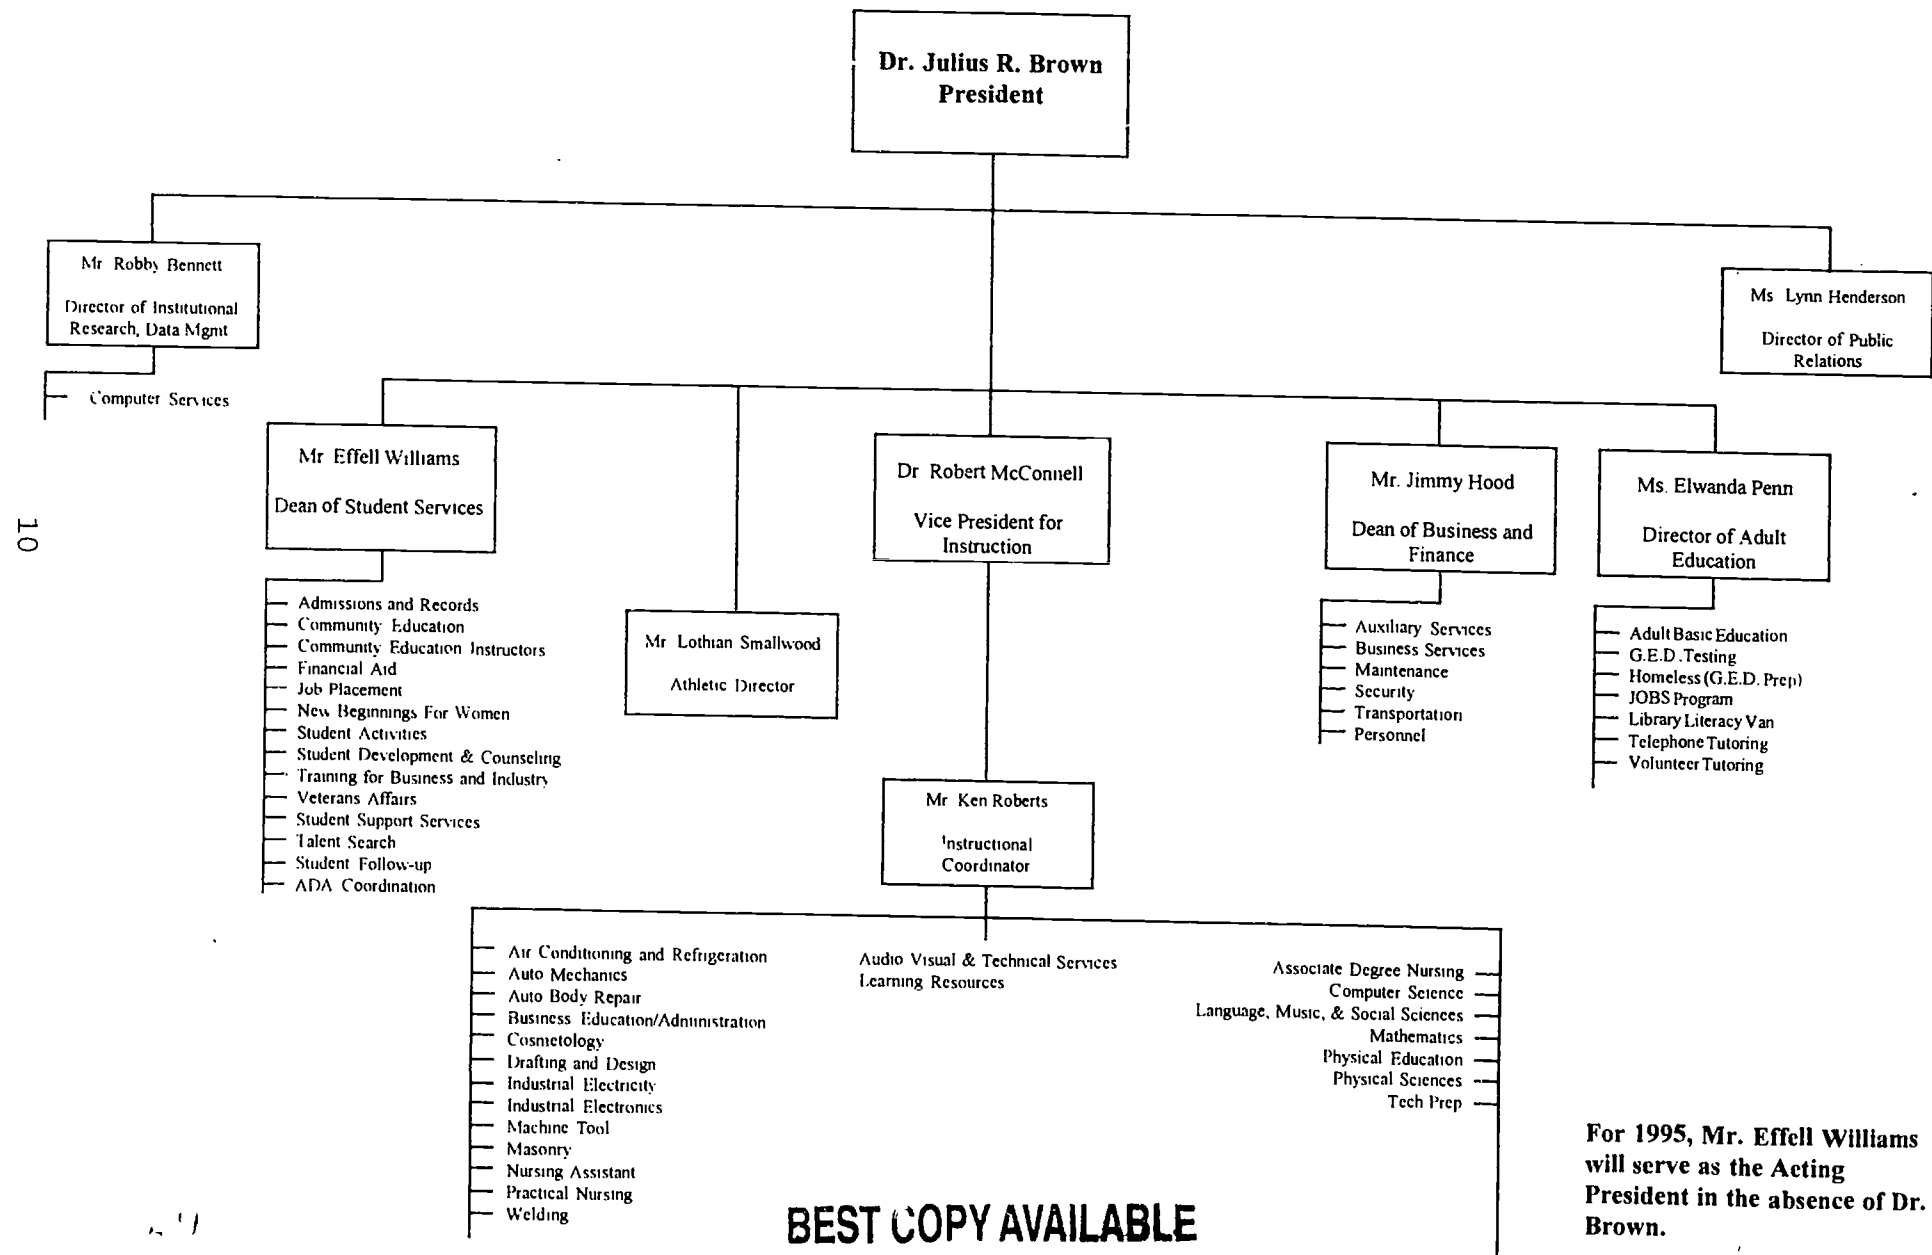 Dr. Julius R. Brown
President
Mr Robby Bennett
Director of Institutional
Research, Data Mgmt
Computer Services
Ms Lynn Henderson
Director of Public
Relations
Mr Effell Williams
Dean of Student Services
Admissions and Records
Community Education
Community Education Instructors
Financial Aid
Job Placement
New Beginnings For Women
Student Activities
Student Development & Counseling
Training for Business and Industry
Veterans Affairs
Student Support Services
Talent Search
Student Follow-up
ADA Coordination
Mr Lothian Smallwood
Athletic Director
Dr Robert McConnell
Vice President for
Instruction
Mr. Jimmy Hood
Dean of Business and
Finance
Auxiliary Services
Business Services
Maintenance
Security
Transportation
Personnel
Ms. Elwanda Penn
Director of Adult
Education
Adult Basic Education
G.E.D. Testing
Homeless (G.E.D. Prep)
JOBS Program
Library Literacy Van
Telephone Tutoring
Volunteer Tutoring
Mr Ken Roberts
Instructional
Coordinator
Air Conditioning and Refrigeration
Auto Mechanics
Auto Body Repair
Business Education/Administration
Cosmetology
Drafting and Design
Industrial Electricity
Industrial Electronics
Machine Tool
Masonry
Nursing Assistant
Practical Nursing
Welding
Audio Visual & Technical Services
Learning Resources
Associate Degree Nursing
Computer Science
Language, Music, & Social Sciences
Mathematics
Physical Education
Physical Sciences
Tech Prep
For 1995, Mr. Effell Williams
will serve as the Acting
President in the absence of Dr.
Brown.
BEST COPY AVAILABLE
10